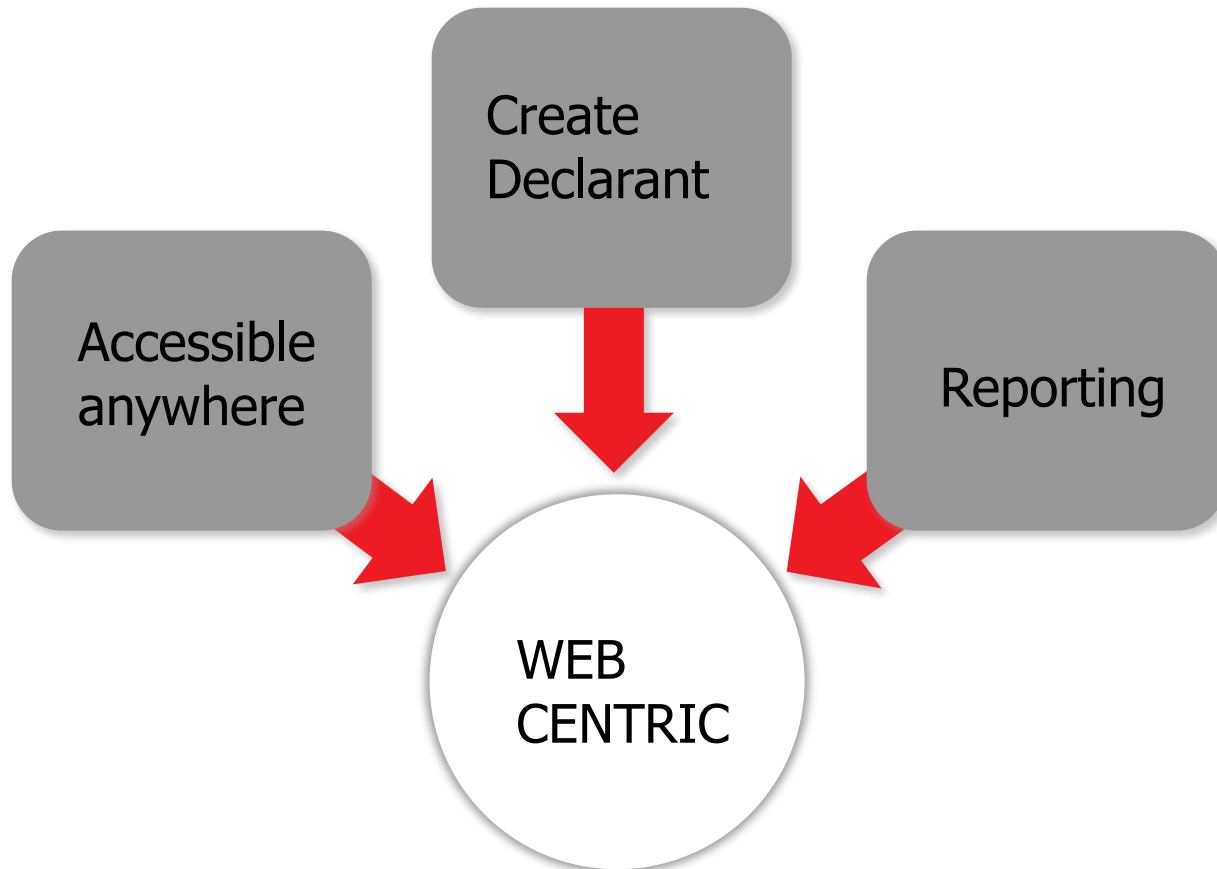 Create
Declarant
Accessible
anywhere
Reporting
WEB
CENTRIC